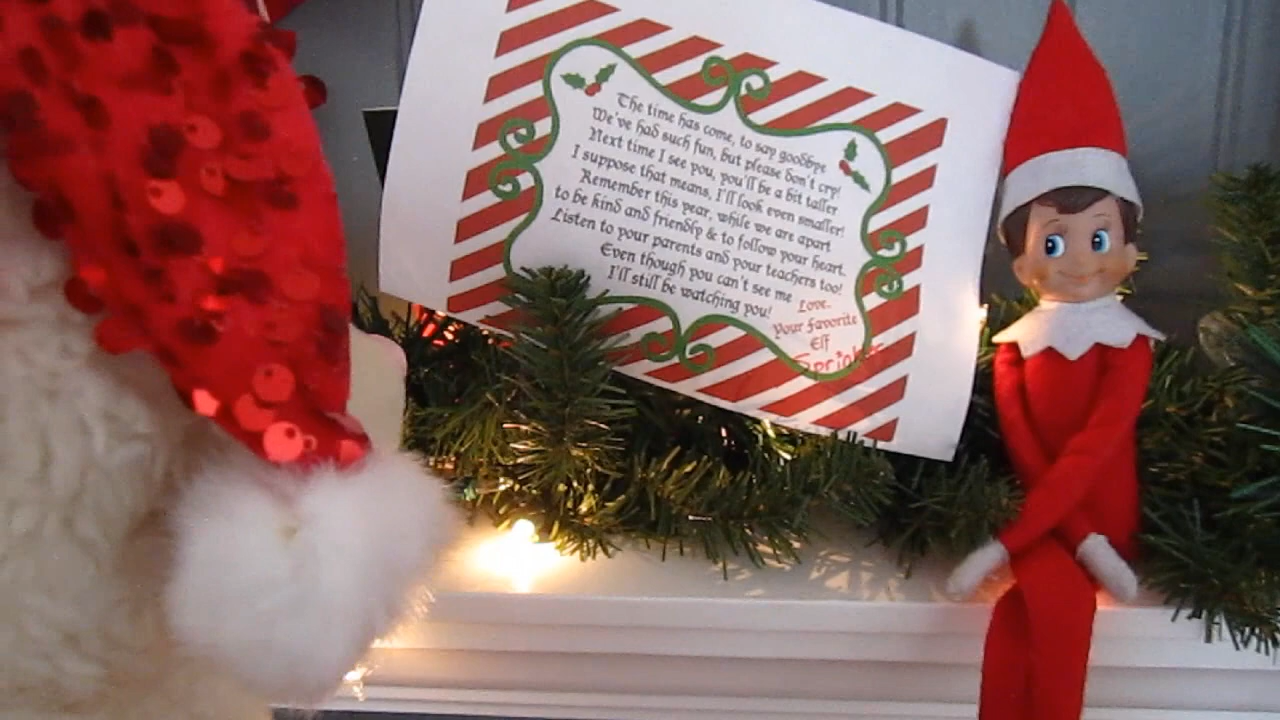 The time has come, to say goodbye
We've had such fun, but please don't cry!
Next time I see you, you'll be a bit taller
I suppose that means, I'll look even smaller!
Remember this year, while we are apart
to be kind and friendly & to follow your heart.
Listen to your parents and your teachers too!
Even though you can't see me
I'll still be watching you!
Love,
your favorite
Elf